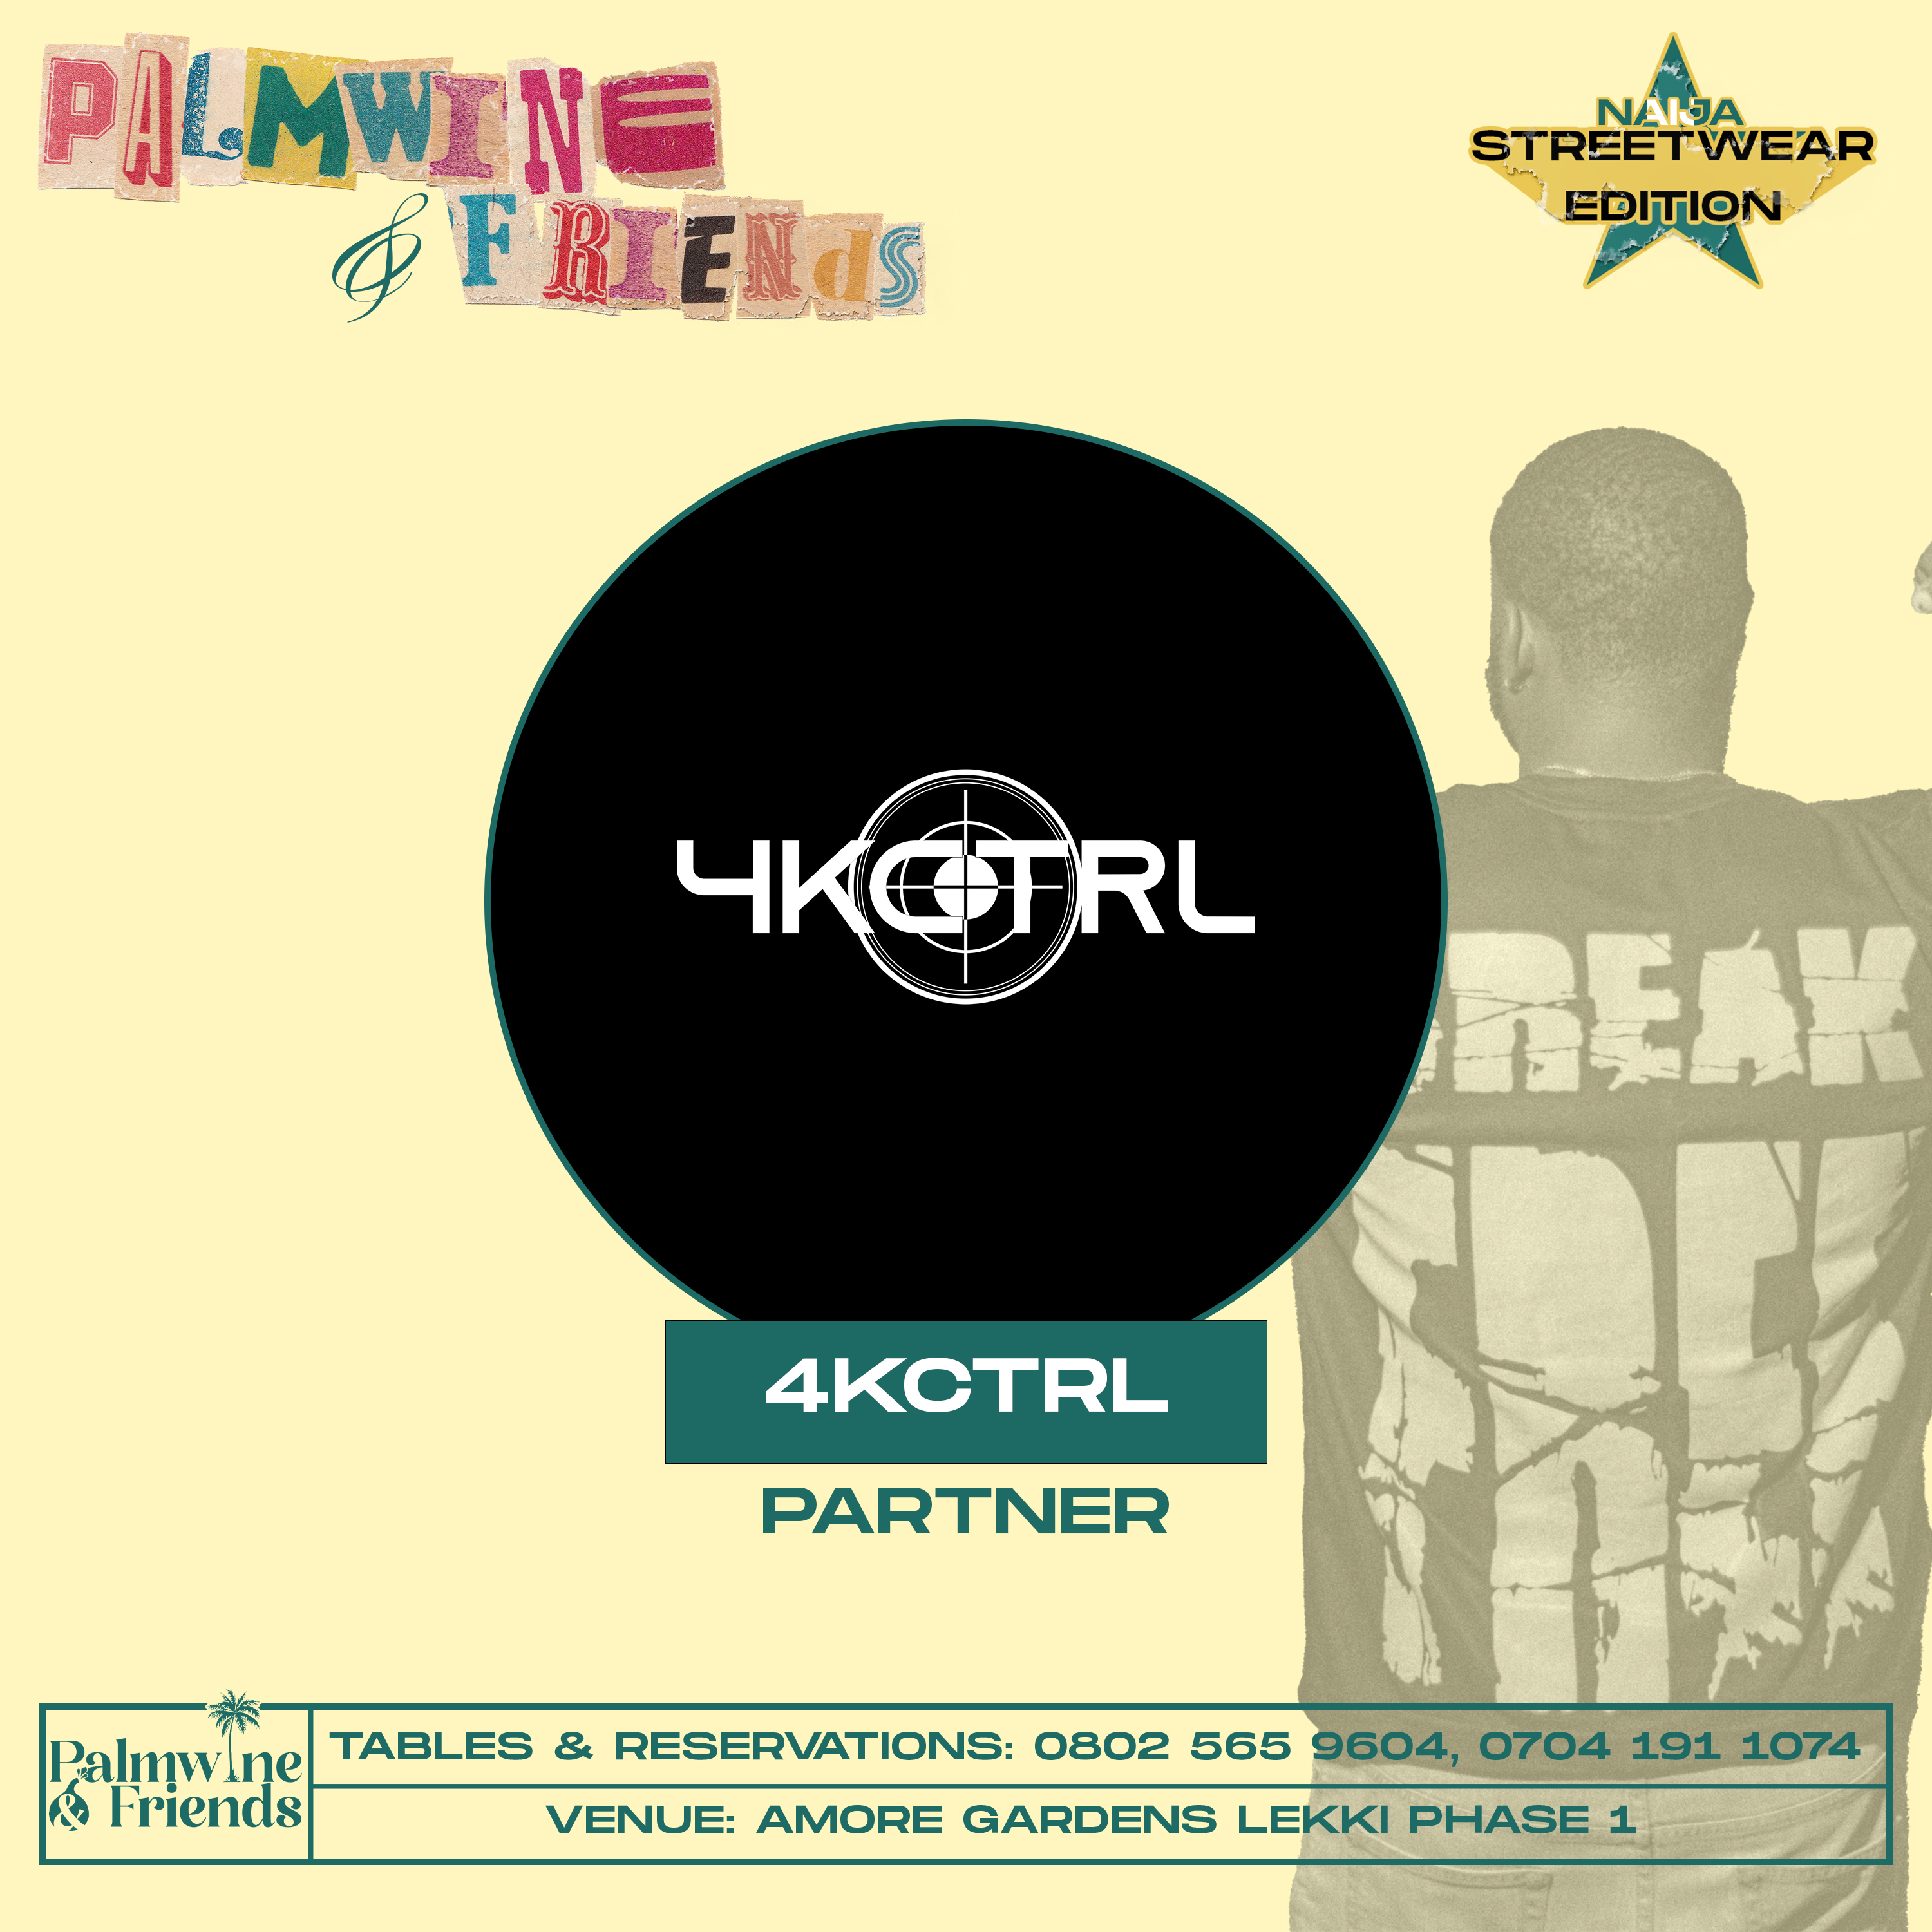 PALMWINE
& FRIENdS
NAIJA
STREETWEAR
EDITION
4KCTRL
4KCTRL
PARTNER
Palmwine
& Friends
TABLES & RESERVATIONS: 0802 565 9604, 0704 191 1074
VENUE: AMORE GARDENS LEKKI PHASE 1